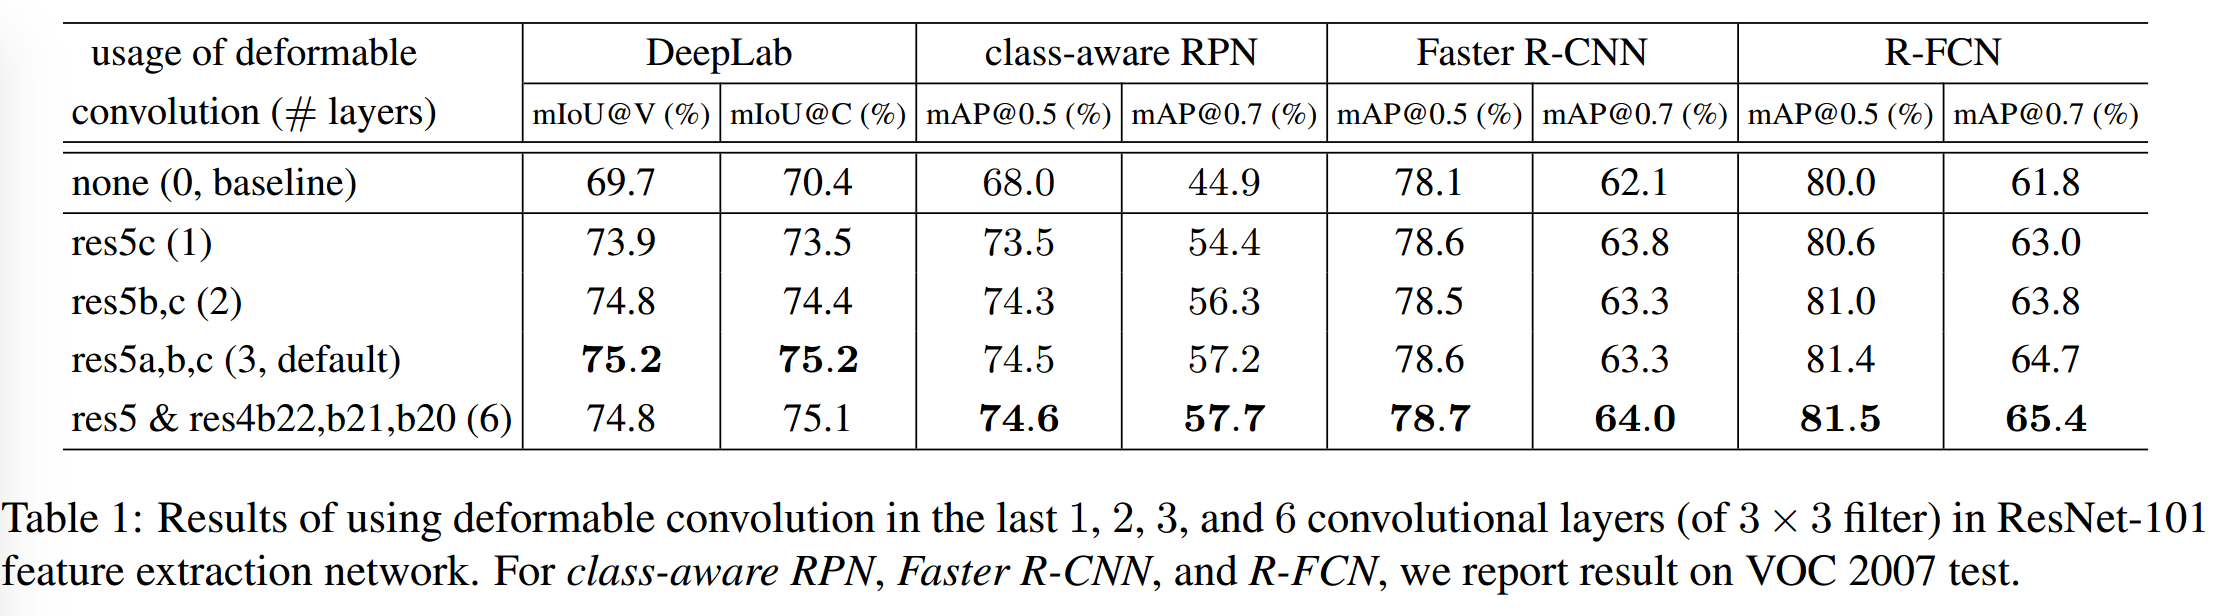 usage of deformable convolution (# layers) DeepLab class-aware RPN Faster R-CNN R-FCN
mIoU@V (%) mIoU@C (%) mAP@0.5 (%) mAP@0.7 (%) mAP@0.5 (%) mAP@0.7 (%) mAP@0.5 (%) mAP@0.7 (%)
none (0, baseline) 69.7 70.4 68.0 44.9 78.1 62.1 80.0 61.8
res5c (1) 73.9 73.5 73.5 54.4 78.6 63.8 80.6 63.0
res5b,c (2) 74.8 74.4 74.3 56.3 78.5 63.3 81.0 63.8
res5a,b,c (3, default) 75.2 75.2 74.5 57.2 78.6 63.3 81.4 64.7
res5 & res4b22,b21,b20 (6) 74.8 75.1 74.6 57.7 78.7 64.0 81.5 65.4
Table 1: Results of using deformable convolution in the last 1, 2, 3, and 6 convolutional layers (of 3 × 3 filter) in ResNet-101
feature extraction network. For class-aware RPN, Faster R-CNN, and R-FCN, we report result on VOC 2007 test.